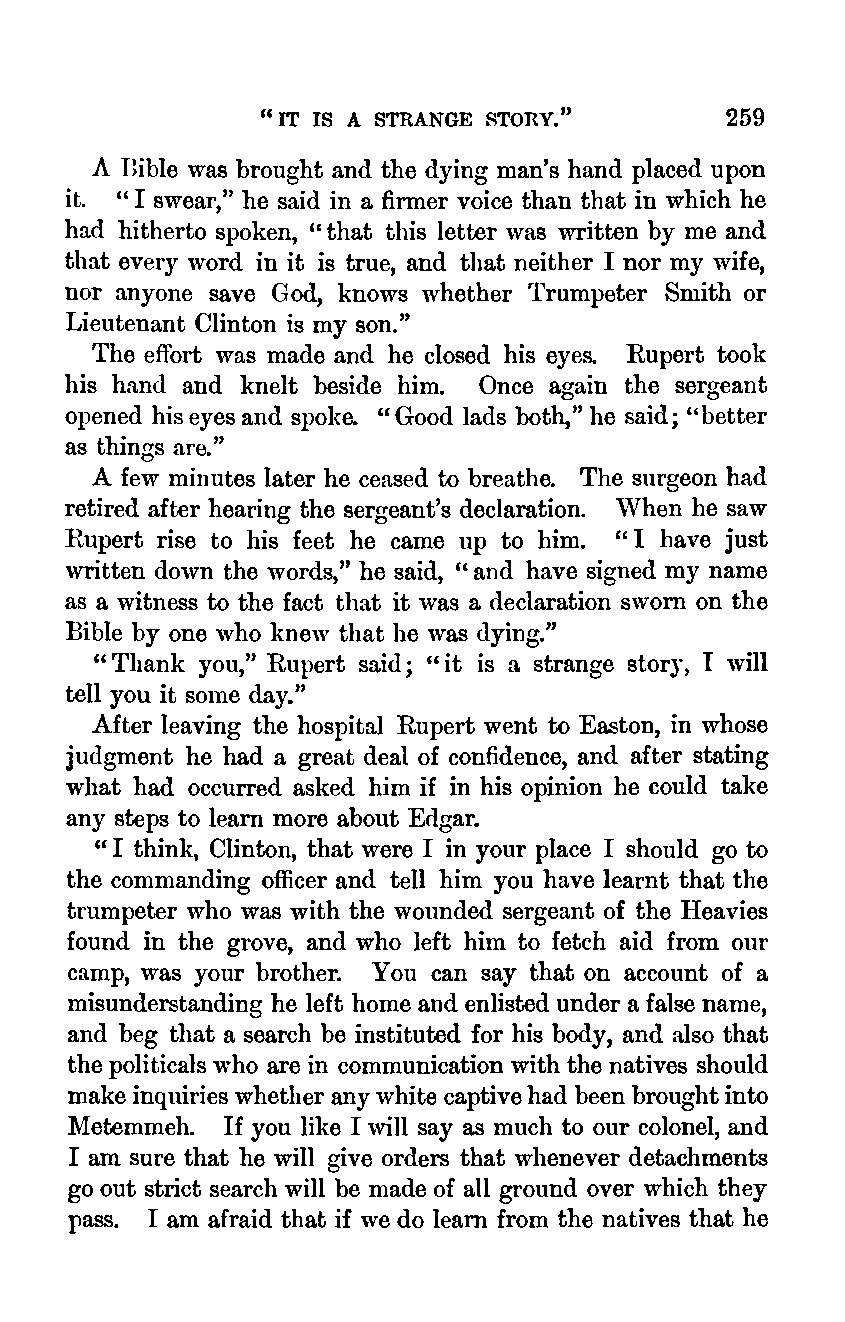 “IT IS A STRANGE STORY.” 259
A Bible was brought and the dying man’s hand placed upon
it. “I swear,” he said in a firmer voice than that in which he
had hitherto spoken, “that this letter was written by me and
that every word in it is true, and that neither I nor my wife,
nor anyone save God, knows whether Trumpeter Smith or
Lieutenant Clinton is my son.”
The effort was made and he closed his eyes. Rupert took
his hand and knelt beside him. Once again the sergeant
opened his eyes and spoke. “Good lads both,” he said; “better
as things are.”
A few minutes later he ceased to breathe. The surgeon had
retired after hearing the sergeant’s declaration. When he saw
Rupert rise to his feet he came up to him. “I have just
written down the words,” he said, “and have signed my name
as a witness to the fact that it was a declaration sworn on the
Bible by one who knew that he was dying.”
“Thank you,” Rupert said; “it is a strange story, I will
tell you it some day.”
After leaving the hospital Rupert went to Easton, in whose
judgment he had a great deal of confidence, and after stating
what had occurred asked him if in his opinion he could take
any steps to learn more about Edgar.
“I think, Clinton, that were I in your place I should go to
the commanding officer and tell him you have learnt that the
trumpeter who was with the wounded sergeant of the Heavies
found in the grove, and who left him to fetch aid from our
camp, was your brother. You can say that on account of a
misunderstanding he left home and enlisted under a false name,
and beg that a search be instituted for his body, and also that
the politicals who are in communication with the natives should
make inquiries whether any white captive had been brought into
Metemmeh. If you like I will say as much to our colonel, and
I am sure that he will give orders that whenever detachments
go out strict search will be made of all ground over which they
pass. I am afraid that if we do learn from the natives that he